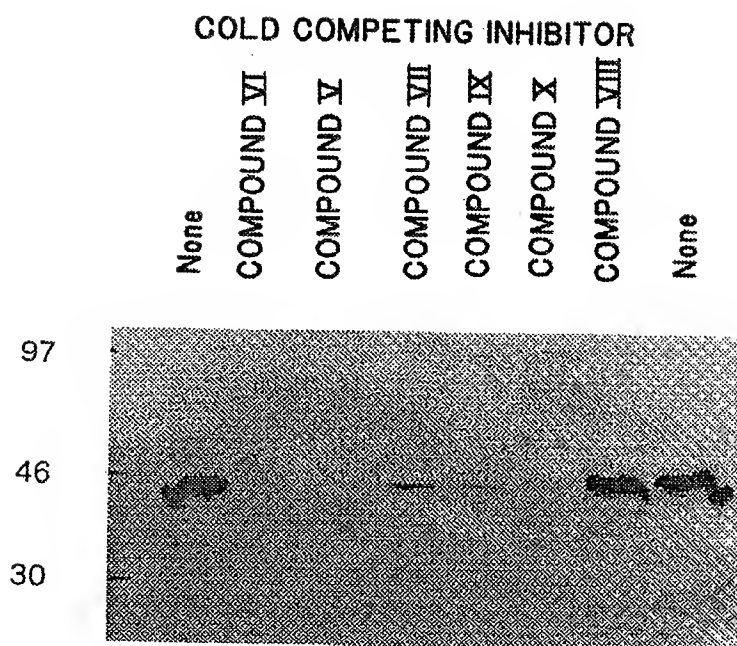 COLD COMPETING INHIBITOR
None
COMPOUND VI
COMPOUND V
COMPOUND VII
COMPOUND IX
COMPOUND X
COMPOUND VIII
None
97
46
30